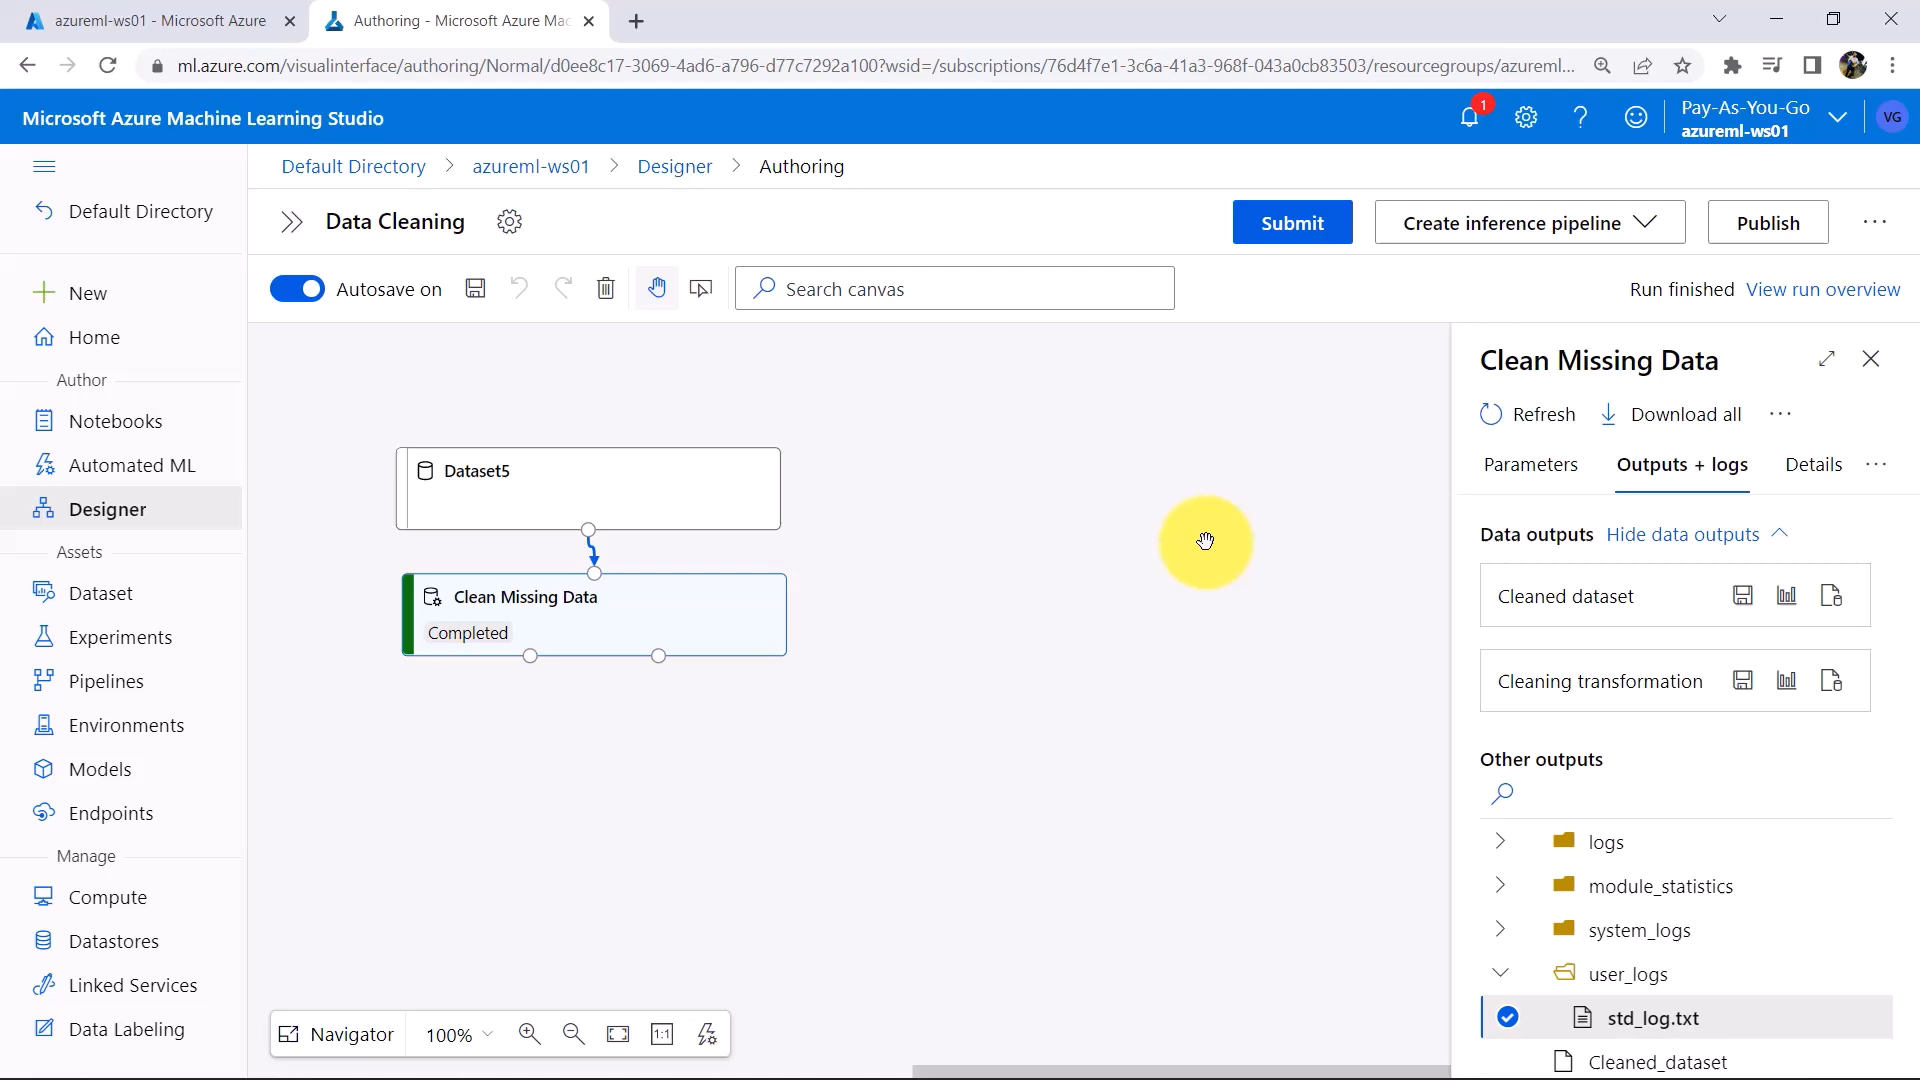 azureml-ws01 - Microsoft Azure
Authoring - Microsoft Azure Mac
ml.azure.com/visualinterface/authoring/Normal/d0ee8c17-3069-4ad6-a796-d77c7292a100?wsid=/subscriptions/76d4f7e1-3c6a-41a3-968f-043a0cb83503/resourcegroups/azureml...
Microsoft Azure Machine Learning Studio
1
Pay-As-You-Go
azureml-ws01
VG
Default Directory
azureml-ws01
Designer
Authoring
Default Directory
Data Cleaning
Submit
Create inference pipeline
Publish
Autosave on
Search canvas
Run finished View run overview
New
Home
Author
Notebooks
Automated ML
Designer
Assets
Dataset
Experiments
Pipelines
Environments
Models
Endpoints
Manage
Compute
Datastores
Linked Services
Data Labeling
Dataset5
Clean Missing Data
Completed
Navigator
100%
1:1
Clean Missing Data
Refresh
Download all
Parameters
Outputs + logs
Details
Data outputs Hide data outputs
Cleaned dataset
Cleaning transformation
Other outputs
logs
module_statistics
system_logs
user_logs
std_log.txt
Cleaned_dataset